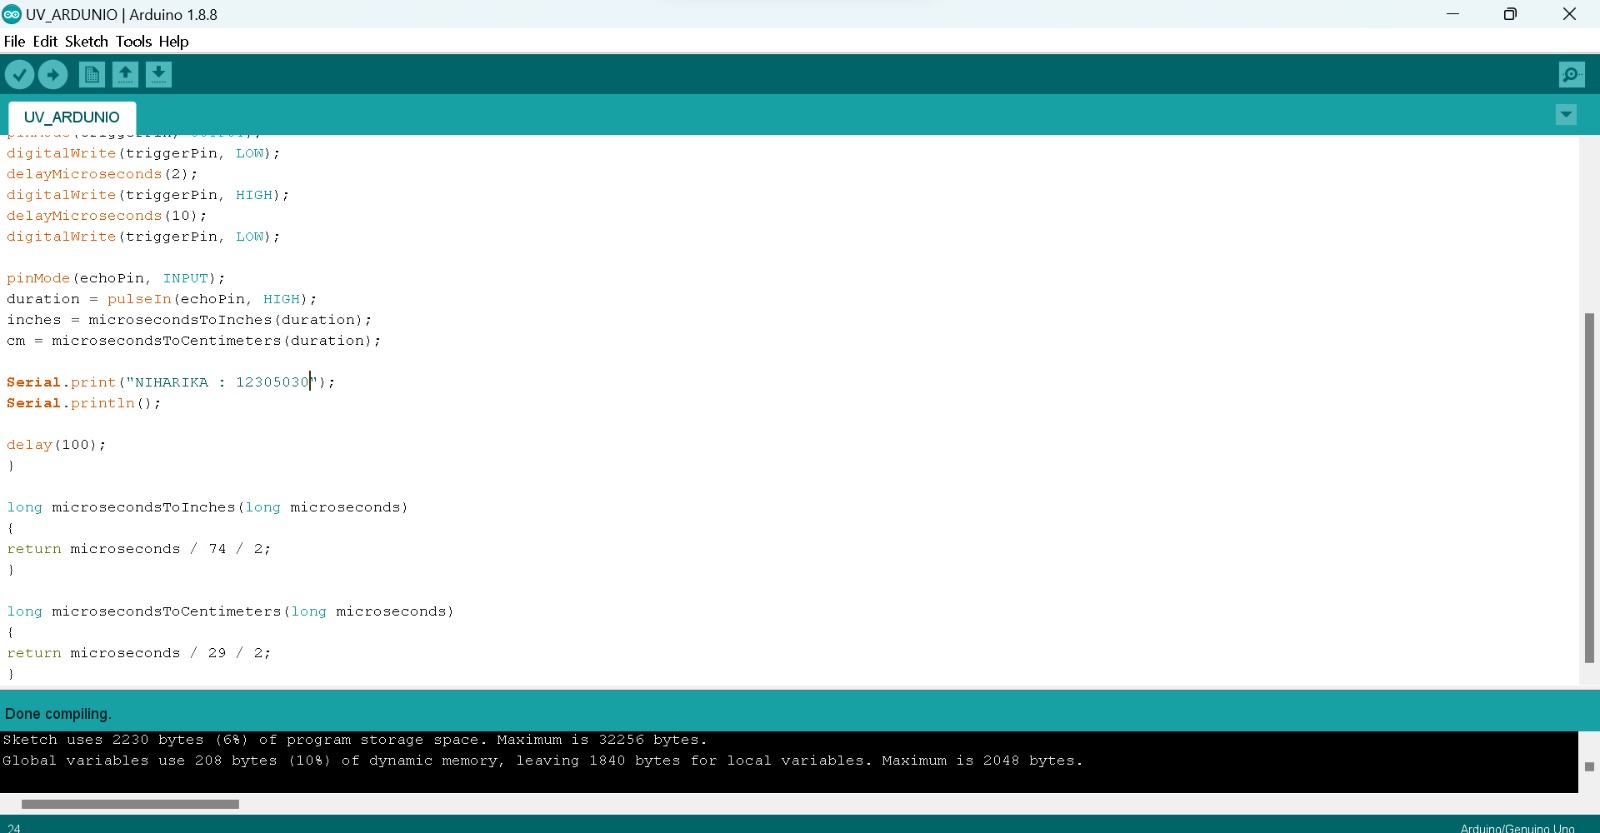 UV_ARDUNIO | Arduino 1.8.8
File Edit Sketch Tools Help
UV_ARDUNIO
digitalWrite(triggerPin, LOW);
delayMicroseconds(2);
digitalWrite(triggerPin, HIGH);
delayMicroseconds(10);
digitalWrite(triggerPin, LOW);
pinMode(echoPin, INPUT);
duration = pulseIn(echoPin, HIGH);
inches = microsecondsToInches(duration);
cm = microsecondsToCentimeters(duration);
Serial.print("NIHARIKA : 12305030");
Serial.println();
delay(100);
}
long microsecondsToInches(long microseconds)
{
return microseconds / 74 / 2;
}
long microsecondsToCentimeters(long microseconds)
{
return microseconds / 29 / 2;
}
Done compiling.
Sketch uses 2230 bytes (6%) of program storage space. Maximum is 32256 bytes.
Global variables use 208 bytes (10%) of dynamic memory, leaving 1840 bytes for local variables. Maximum is 2048 bytes.
24
Arduino/Genuino Uno